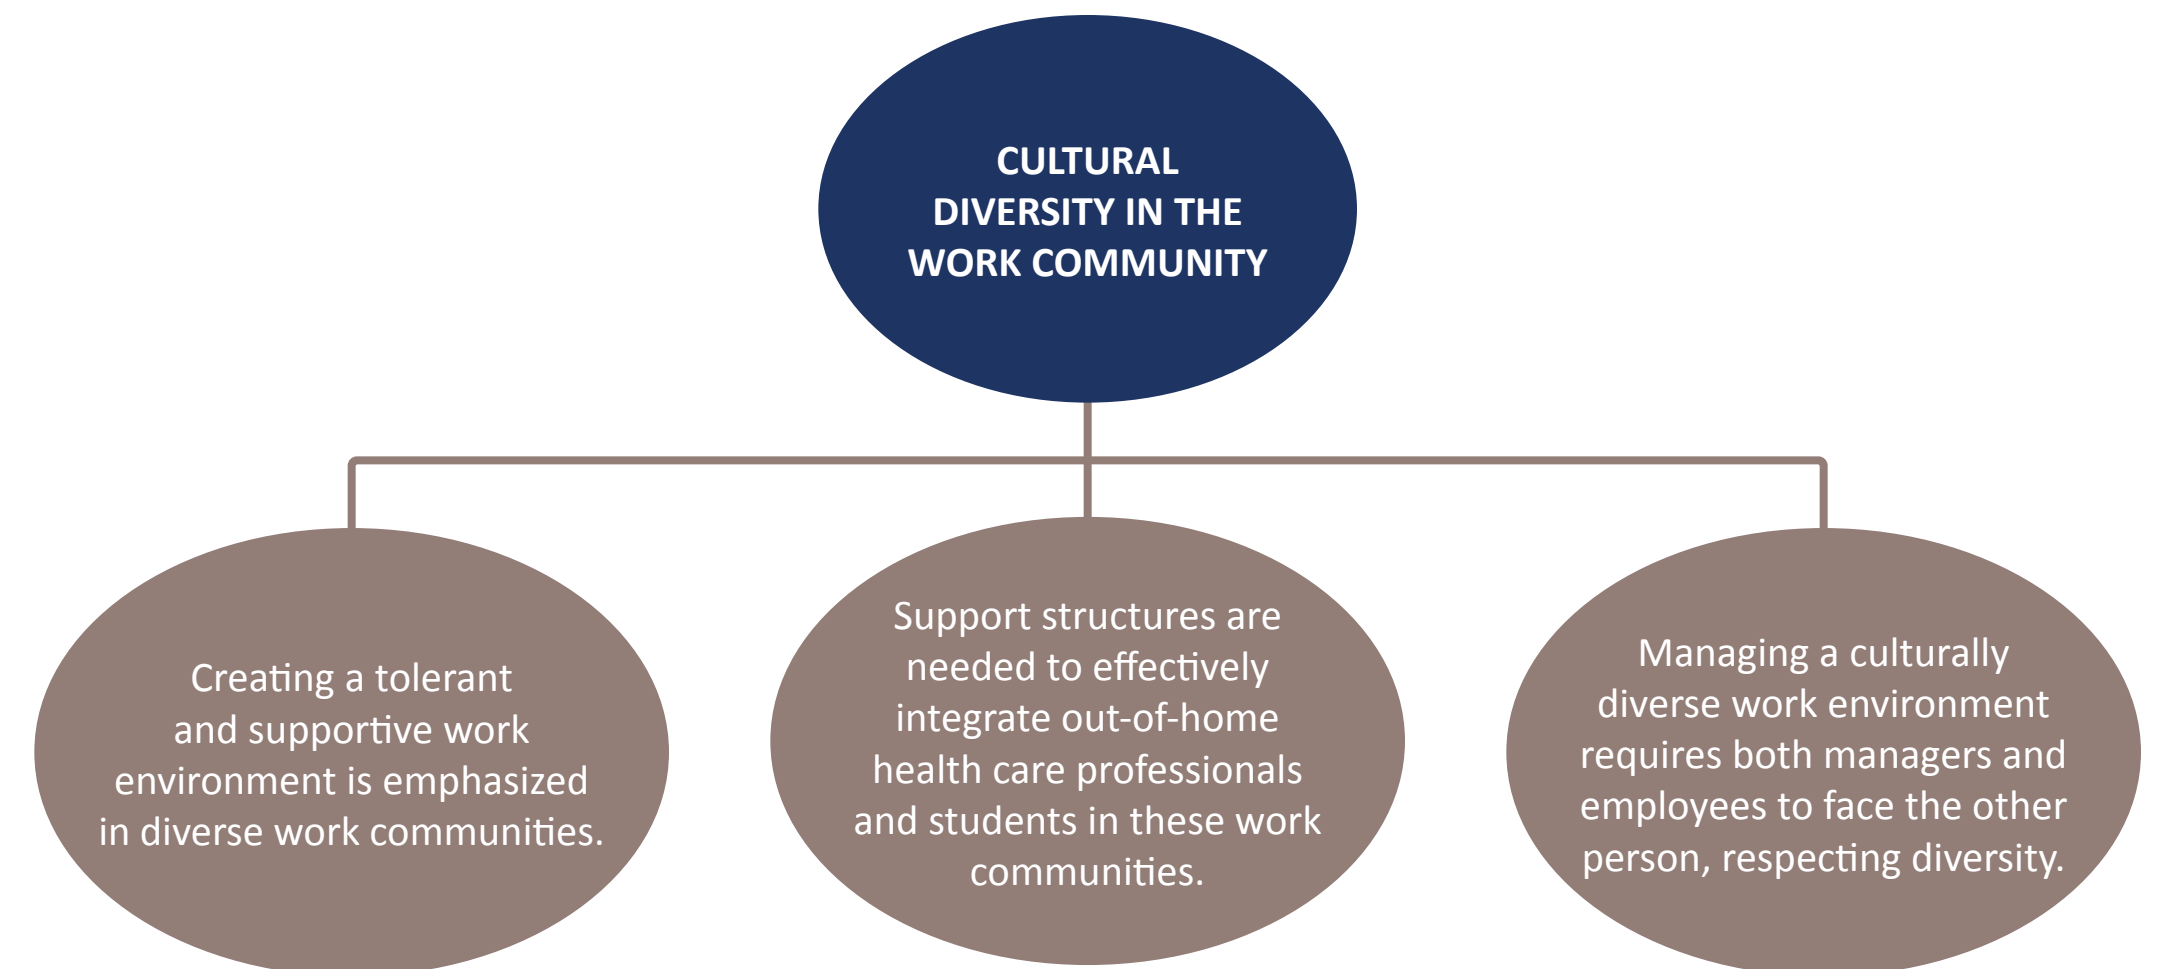 CULTURAL
DIVERSITY IN THE
WORK COMMUNITY
Creating a tolerant
and supportive work
environment is emphasized
in diverse work communities.
Support structures are
needed to effectively
integrate out-of-home
health care professionals
and students in these work
communities.
Managing a culturally
diverse work environment
requires both managers and
employees to face the other
person, respecting diversity.